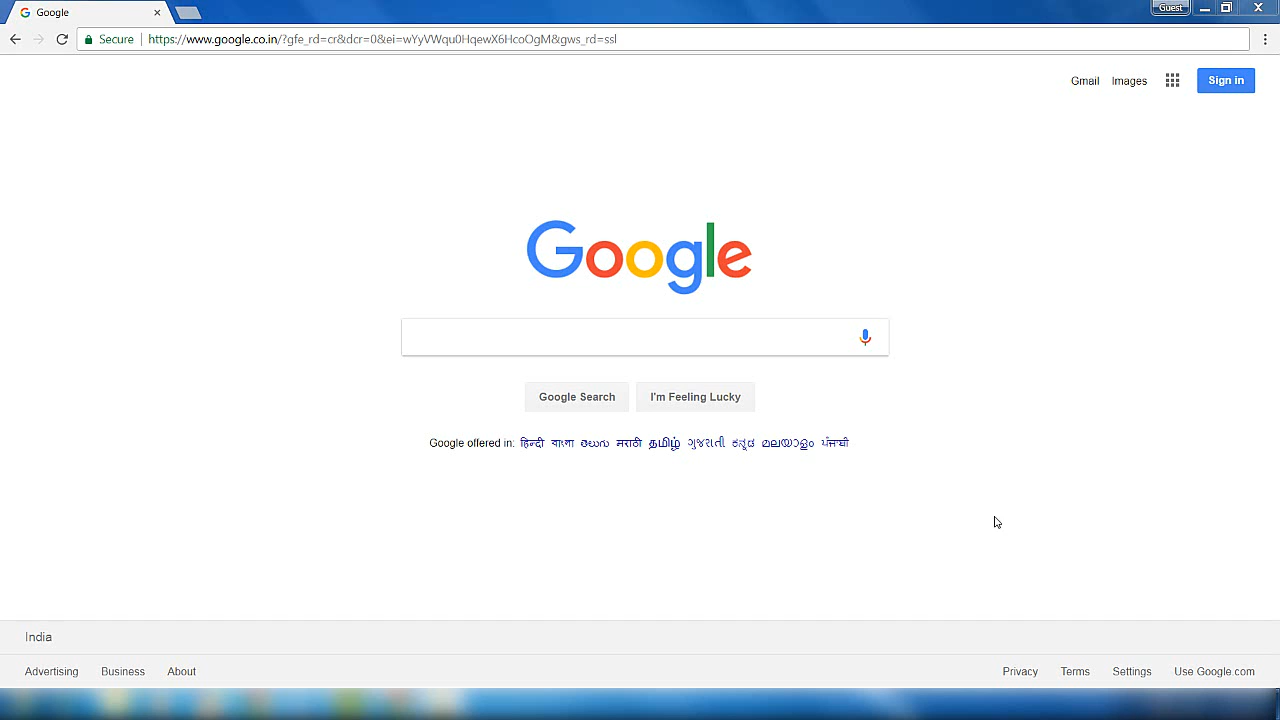 Google
Guest
Secure https://www.google.co.in/?gfe_rd=cr&dcr=0&ei=wYyVWqu0HqewX6HcoOgM&gws_rd=ssl
Gmail Images Sign in
Google
Google Search I'm Feeling Lucky
Google offered in: हिन्दी বাংলা తెలుగు मराठी தமிழ் ગુજરાતી ಕನ್ನಡ മലയാളം ਪੰਜਾਬੀ
India
Advertising Business About Privacy Terms Settings Use Google.com